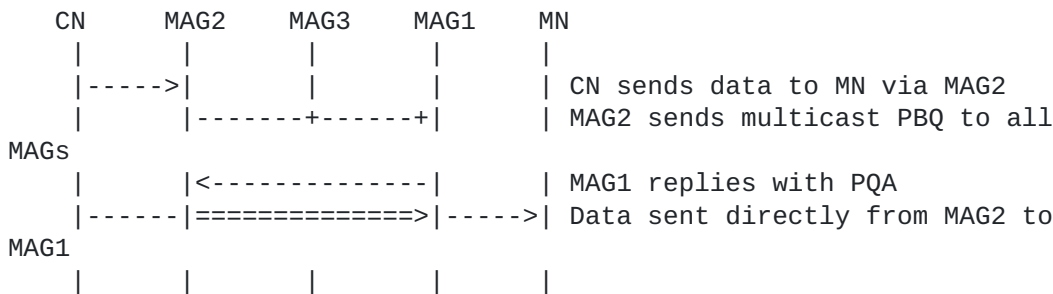 CN      MAG2     MAG3     MAG1     MN
     |       |        |        |       |
     |----->|        |        |       | CN sends data to MN via MAG2
     |       |-------+------+|       | MAG2 sends multicast PBQ to all
MAGs
     |       |<--------------|       | MAG1 replies with PQA
     |------|==============>|----->| Data sent directly from MAG2 to
MAG1
     |       |        |        |       |